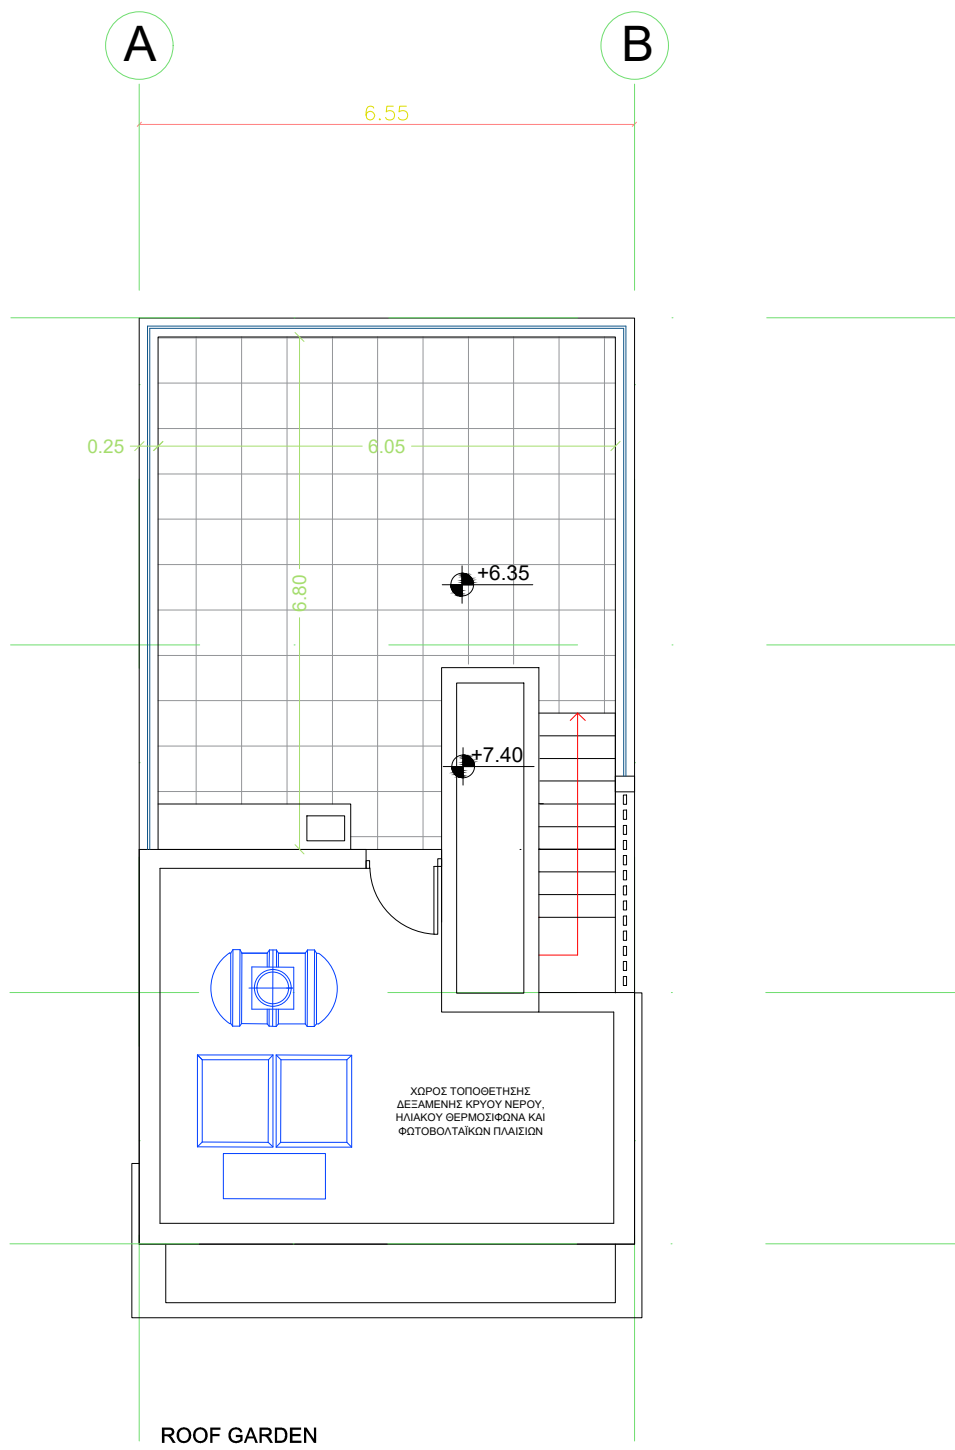 A
B
6.55
0.25
6.05
6.80
+6.35
+7.40
ΧΩΡΟΣ ΤΟΠΟΘΕΤΗΣΗΣ
ΔΕΞΑΜΕΝΗΣ ΚΡΥΟΥ ΝΕΡΟΥ,
ΗΛΙΑΚΟΥ ΘΕΡΜΟΣΙΦΩΝΑ ΚΑΙ
ΦΩΤΟΒΟΛΤΑΪΚΩΝ ΠΛΑΙΣΙΩΝ
ROOF GARDEN